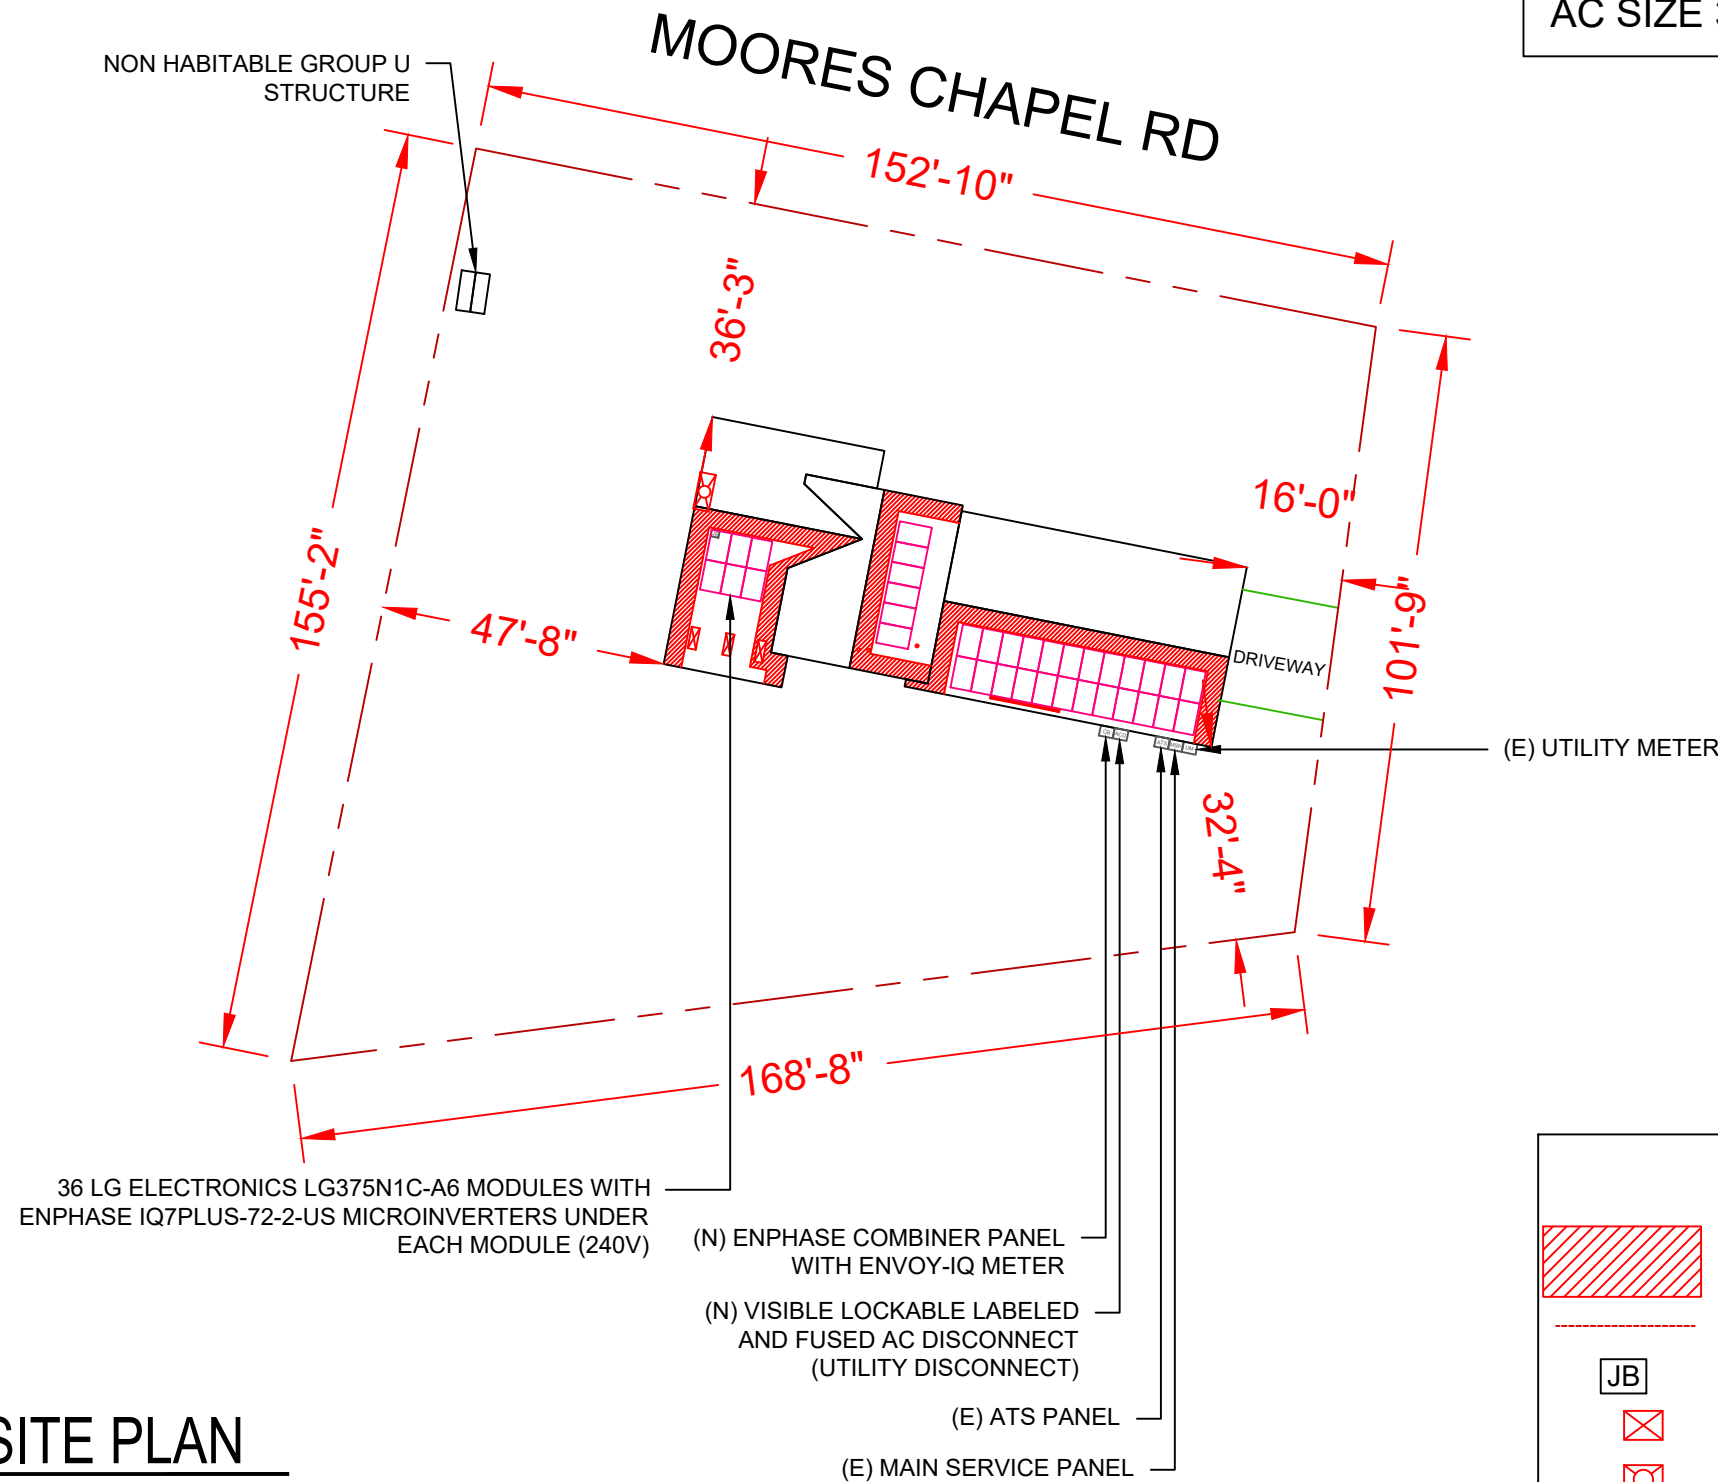 AC SIZE
MOORES CHAPEL RD
NON HABITABLE GROUP U
STRUCTURE
152'-10"
36'-3"
16'-0"
155'-2"
47'-8"
101'-9"
DRIVEWAY
(E) UTILITY METER
32'-4"
168'-8"
36 LG ELECTRONICS LG375N1C-A6 MODULES WITH
ENPHASE IQ7PLUS-72-2-US MICROINVERTERS UNDER
EACH MODULE (240V)
(N) ENPHASE COMBINER PANEL
WITH ENVOY-IQ METER
(N) VISIBLE LOCKABLE LABELED
AND FUSED AC DISCONNECT
(UTILITY DISCONNECT)
(E) ATS PANEL
(E) MAIN SERVICE PANEL
JB
SITE PLAN